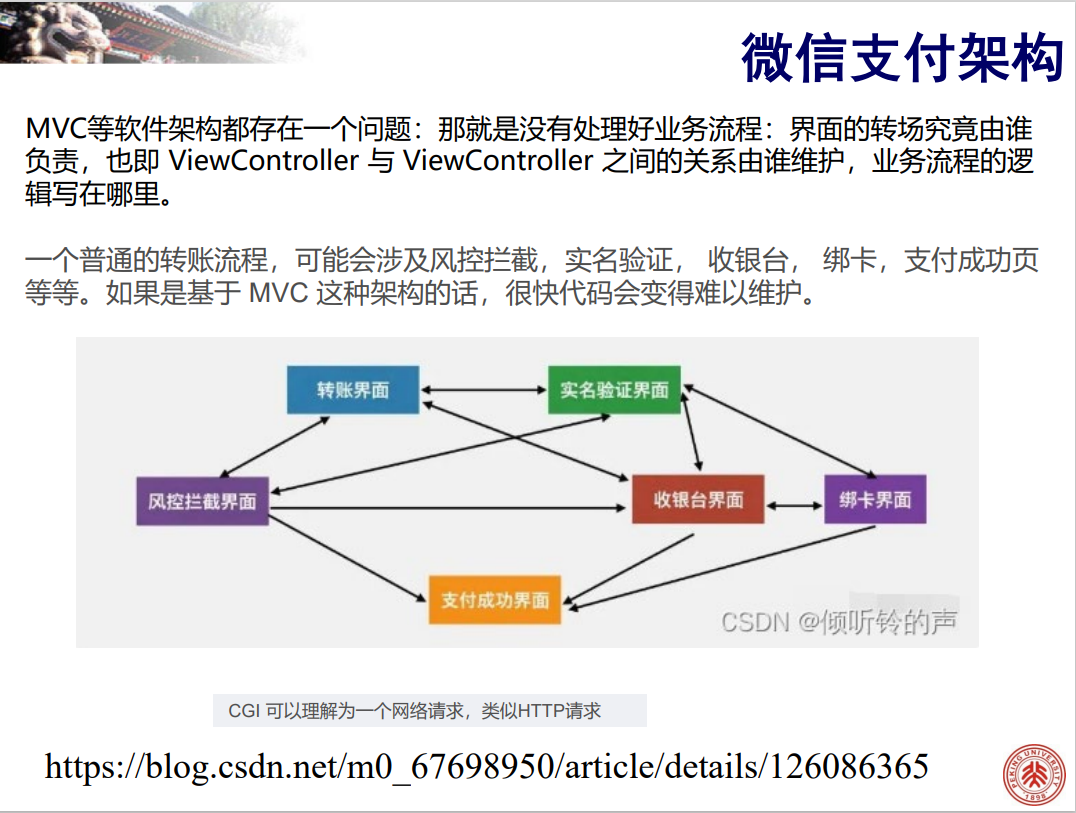 微信支付架构
MVC等软件架构都存在一个问题：那就是没有处理好业务流程：界面的转场究竟由谁
负责，也即 ViewController 与 ViewController 之间的关系由谁维护，业务流程的逻
辑写在哪里。
一个普通的转账流程，可能会涉及风控拦截，实名验证， 收银台， 绑卡，支付成功页
等等。如果是基于 MVC 这种架构的话，很快代码会变得难以维护。
转账界面
实名验证界面
风控拦截界面
收银台界面
绑卡界面
支付成功界面
CSDN @倾听铃的声
CGI 可以理解为一个网络请求，类似HTTP请求
https://blog.csdn.net/m0_67698950/article/details/126086365
PEKING UNIVERSITY
1898